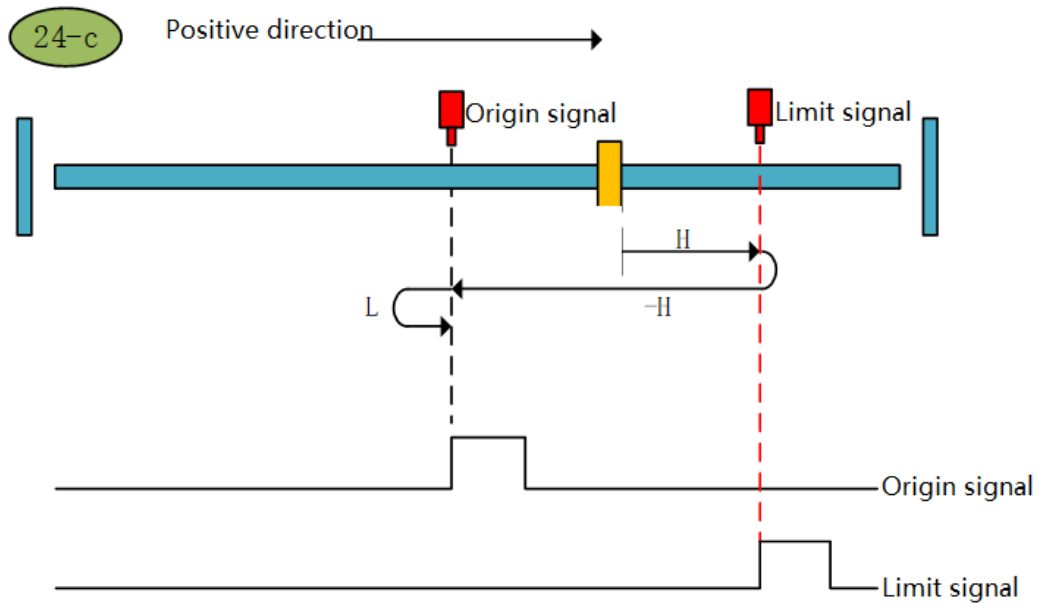 24-c
Positive direction
Origin signal
Limit signal
H
-H
L
Origin signal
Limit signal